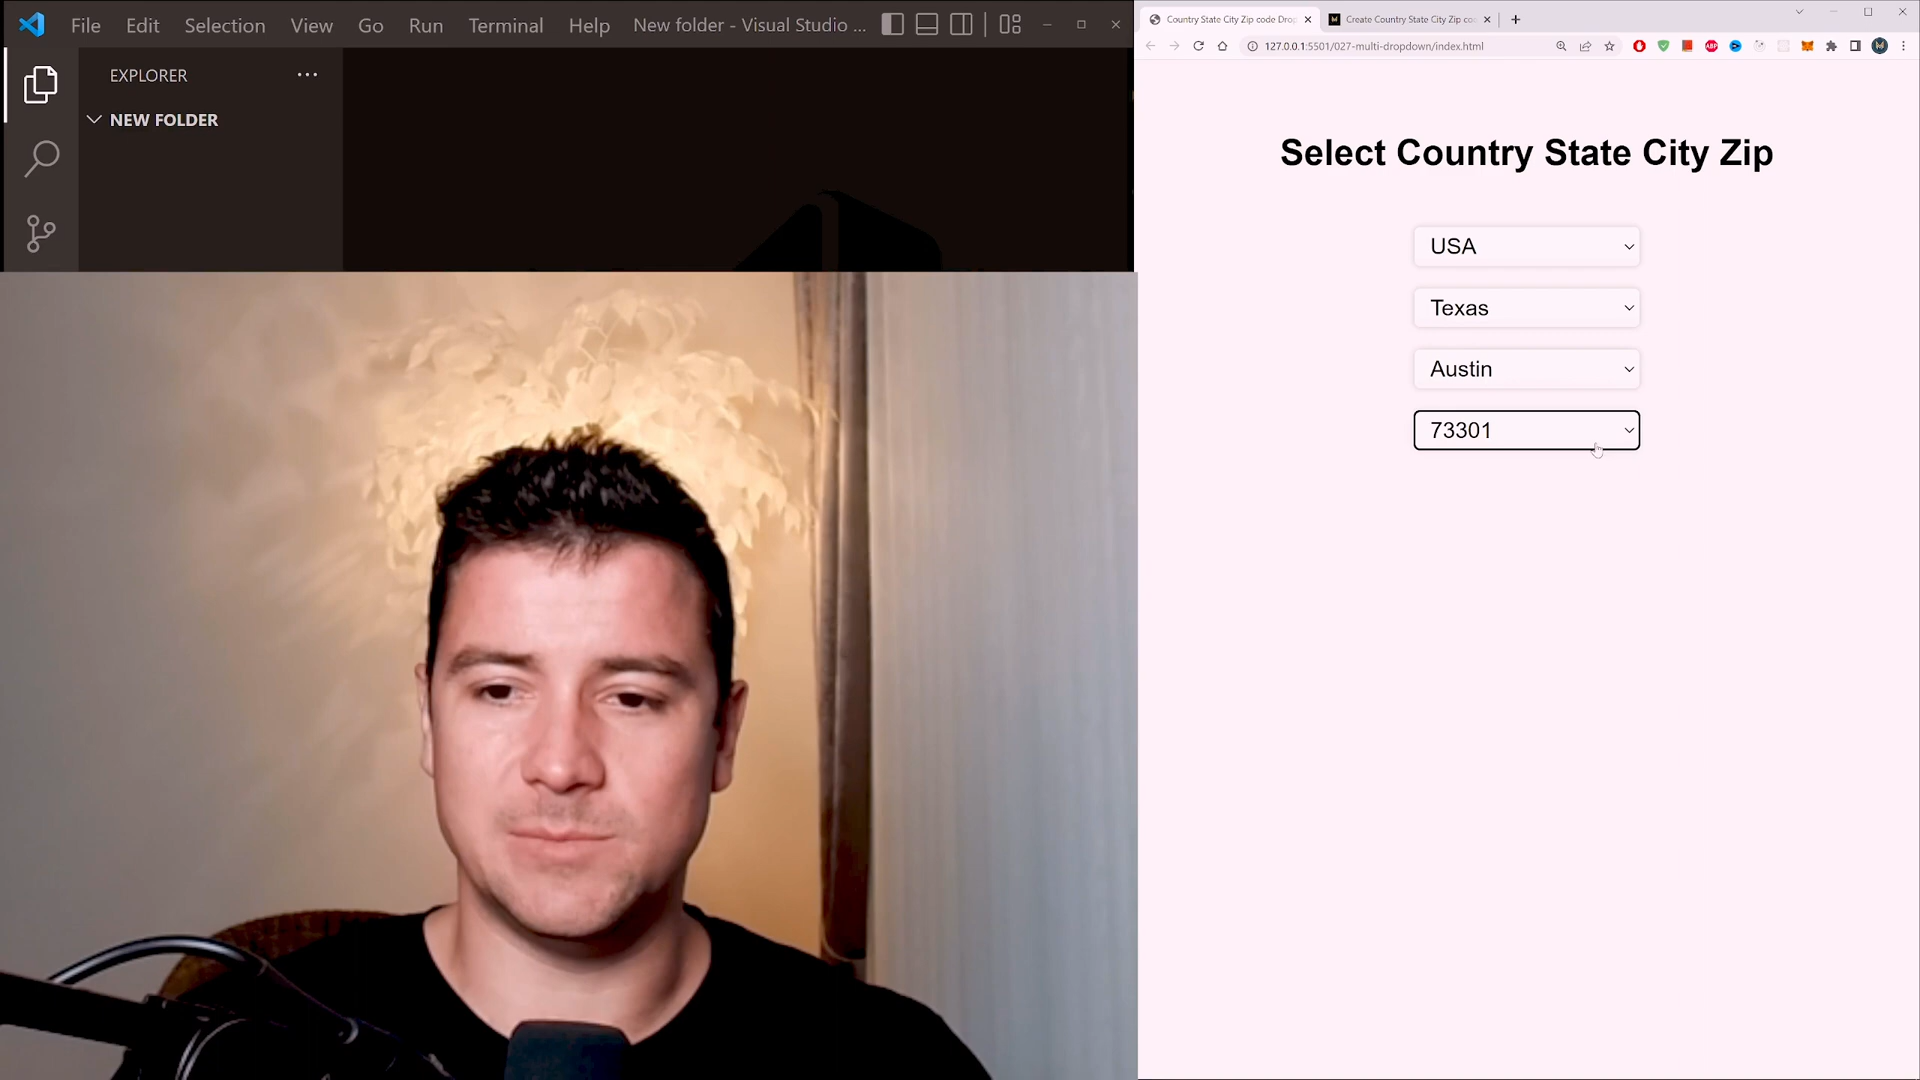 File Edit Selection View Go Run Terminal Help New folder - Visual Studio ...
EXPLORER
NEW FOLDER
Country State City Zip code Drop
Create Country State City Zip co
127.0.0.1:5501/027-multi-dropdown/index.html
ABP
Select Country State City Zip
USA
Texas
Austin
73301